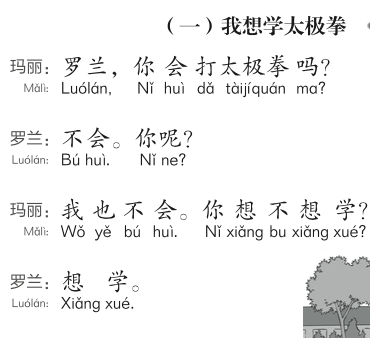 （一）我想学太极拳
玛丽：罗兰，你会打太极拳吗？
Mǎlì: Luólán, Nǐ huì dǎ tàijíquán ma?
罗兰：不会。你呢？
Luólán: Bú huì. Nǐ ne?
玛丽：我也不会。你想不想学？
Mǎlì: Wǒ yě bú huì. Nǐ xiǎng bu xiǎng xué?
罗兰：想学。
Luólán: Xiǎng xué.